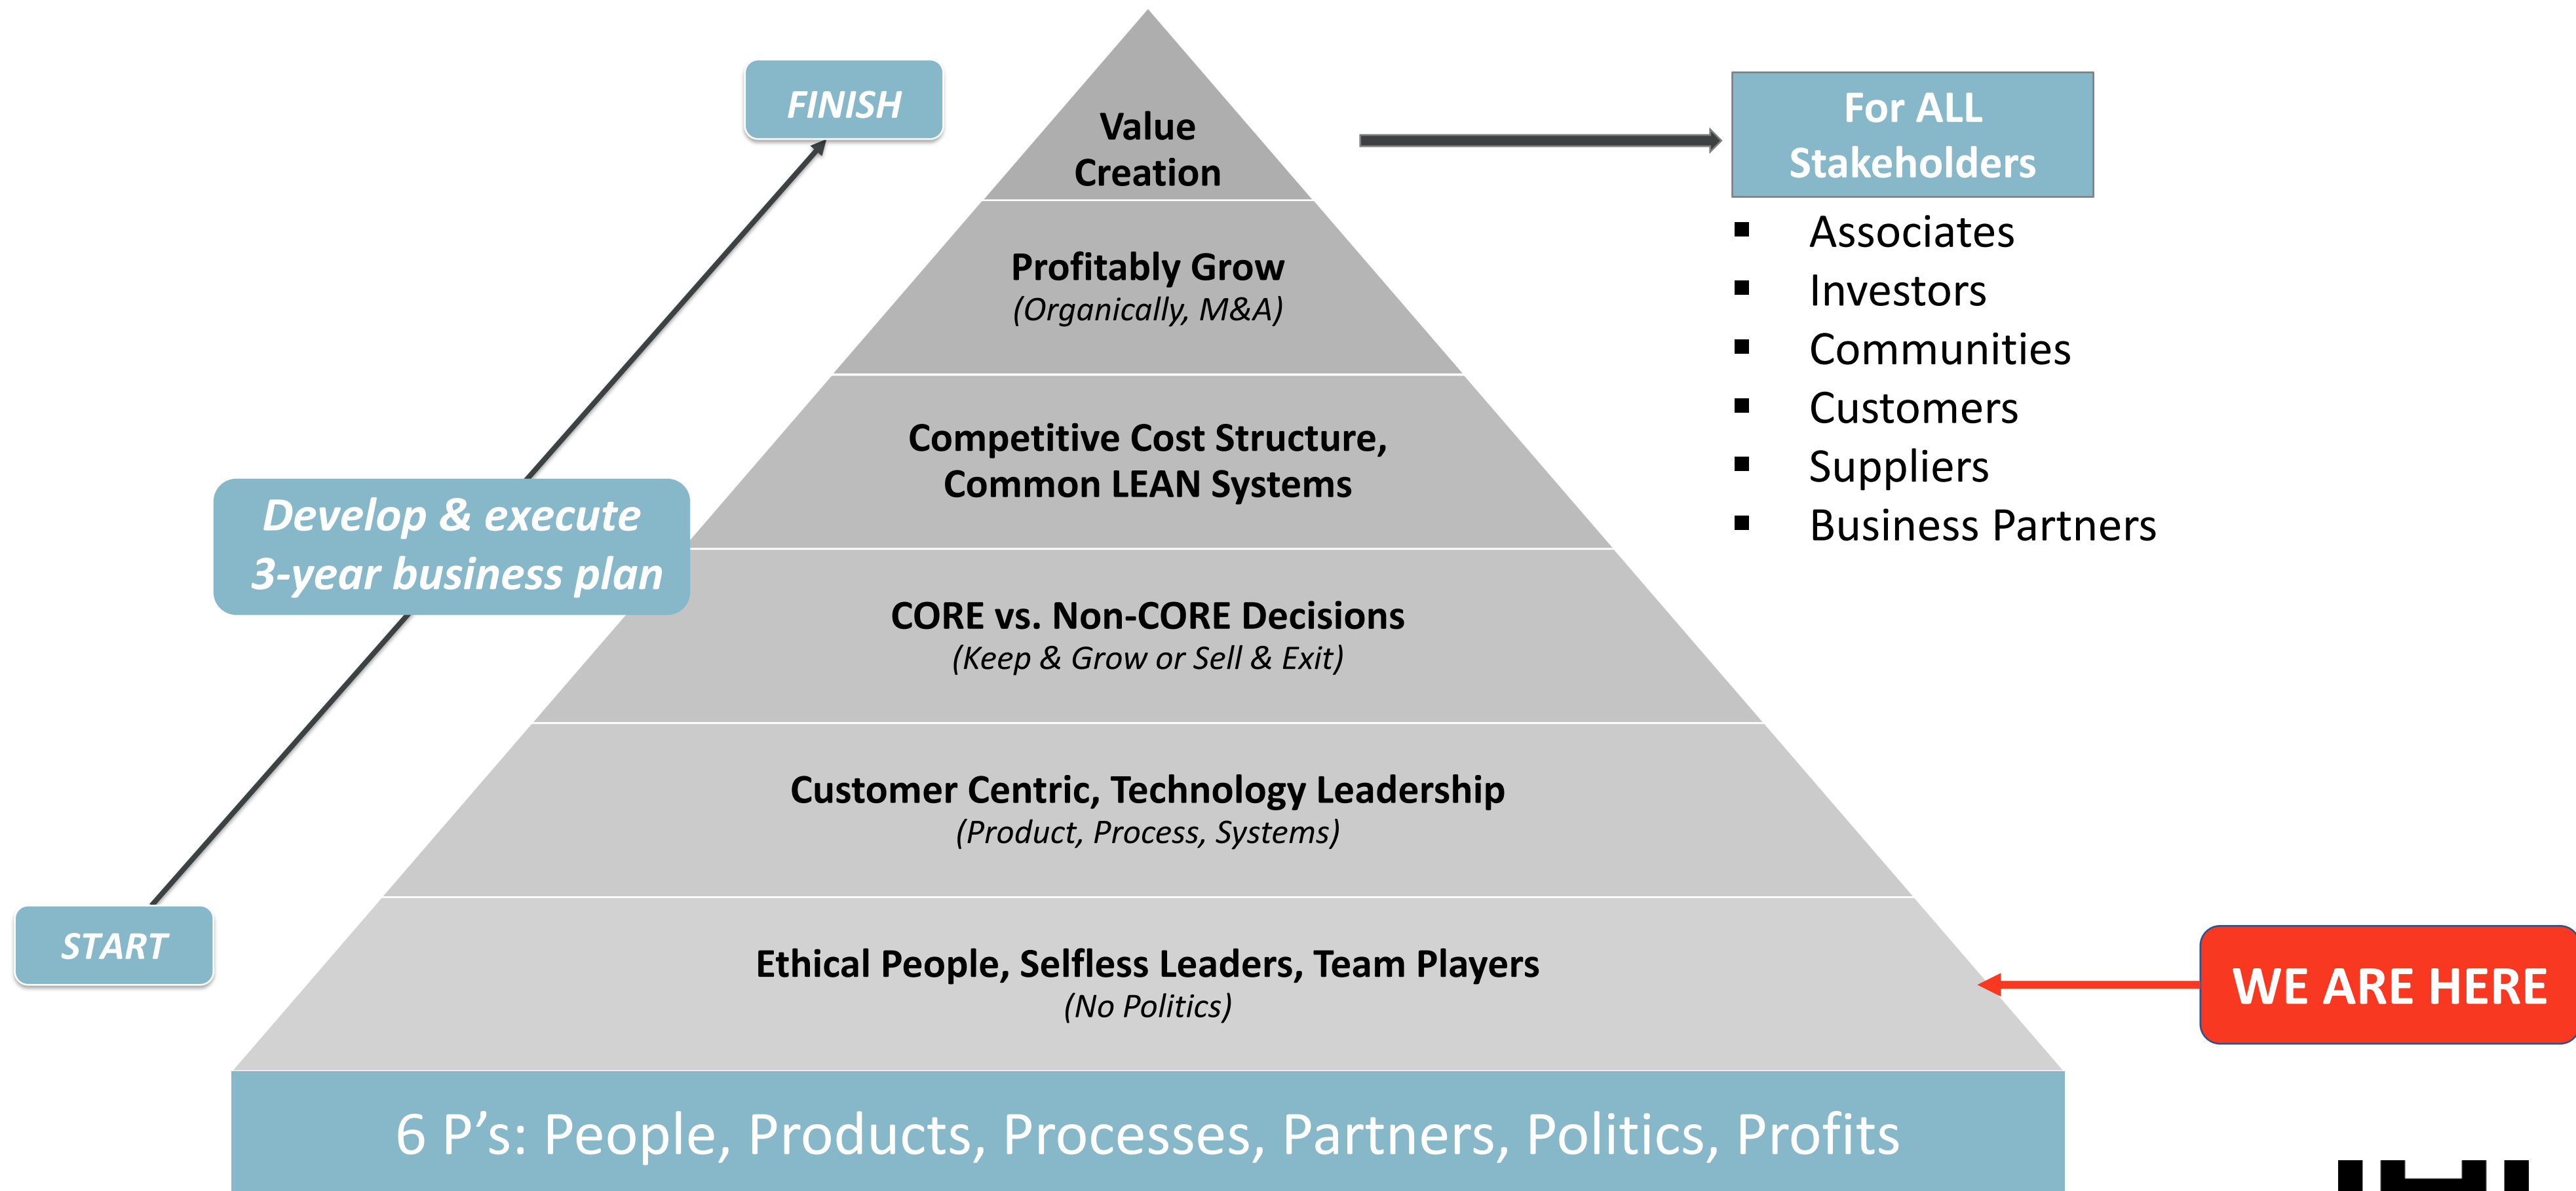 FINISH
Value
Creation
For ALL
Stakeholders
▪ Associates
▪ Investors
▪ Communities
▪ Customers
▪ Suppliers
▪ Business Partners
Profitably Grow
(Organically, M&A)
Competitive Cost Structure,
Common LEAN Systems
Develop & execute
3-year business plan
CORE vs. Non-CORE Decisions
(Keep & Grow or Sell & Exit)
Customer Centric, Technology Leadership
(Product, Process, Systems)
START
Ethical People, Selfless Leaders, Team Players
(No Politics)
WE ARE HERE
6 P’s: People, Products, Processes, Partners, Politics, Profits